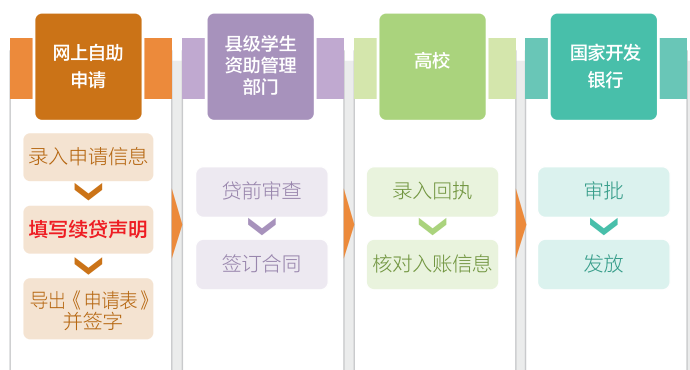 网上自助
申请
录入申请信息
填写续贷声明
导出《申请表》
并签字
县级学生
资助管理
部门
贷前审查
签订合同
高校
录入回执
核对入账信息
国家开发
银行
审批
发放